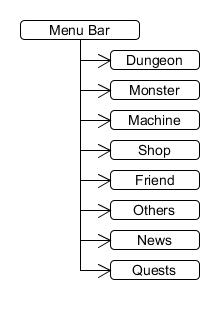 Menu Bar
Dungeon
Monster
Machine
Shop
Friend
Others
News
Quests